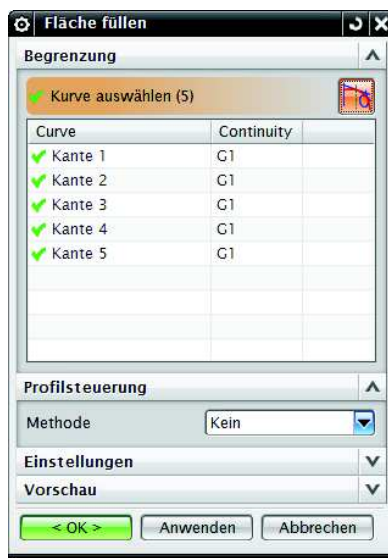 Fläche füllen
Begrenzung
Kurve auswählen (5)
Curve Continuity
Kante 1 G1
Kante 2 G1
Kante 3 G1
Kante 4 G1
Kante 5 G1
Profilsteuerung
Methode Kein
Einstellungen
Vorschau
< OK > Anwenden Abbrechen